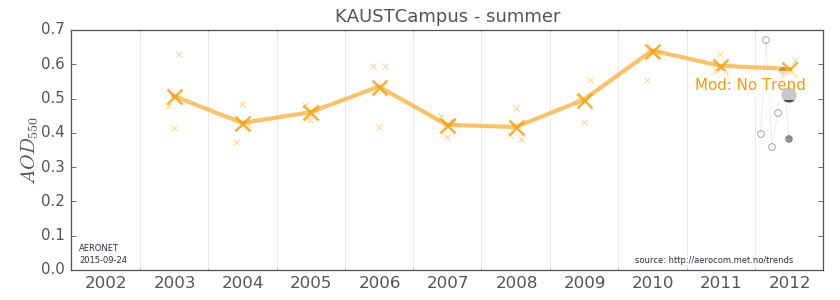 KAUSTCampus - summer
0.7
0.6
0.5
0.4
0.3
0.2
0.1
0.0
AOD550
Mod: No Trend
AERONET
2015-09-24
source: http://aerocom.met.no/trends
2002 2003 2004 2005 2006 2007 2008 2009 2010 2011 2012